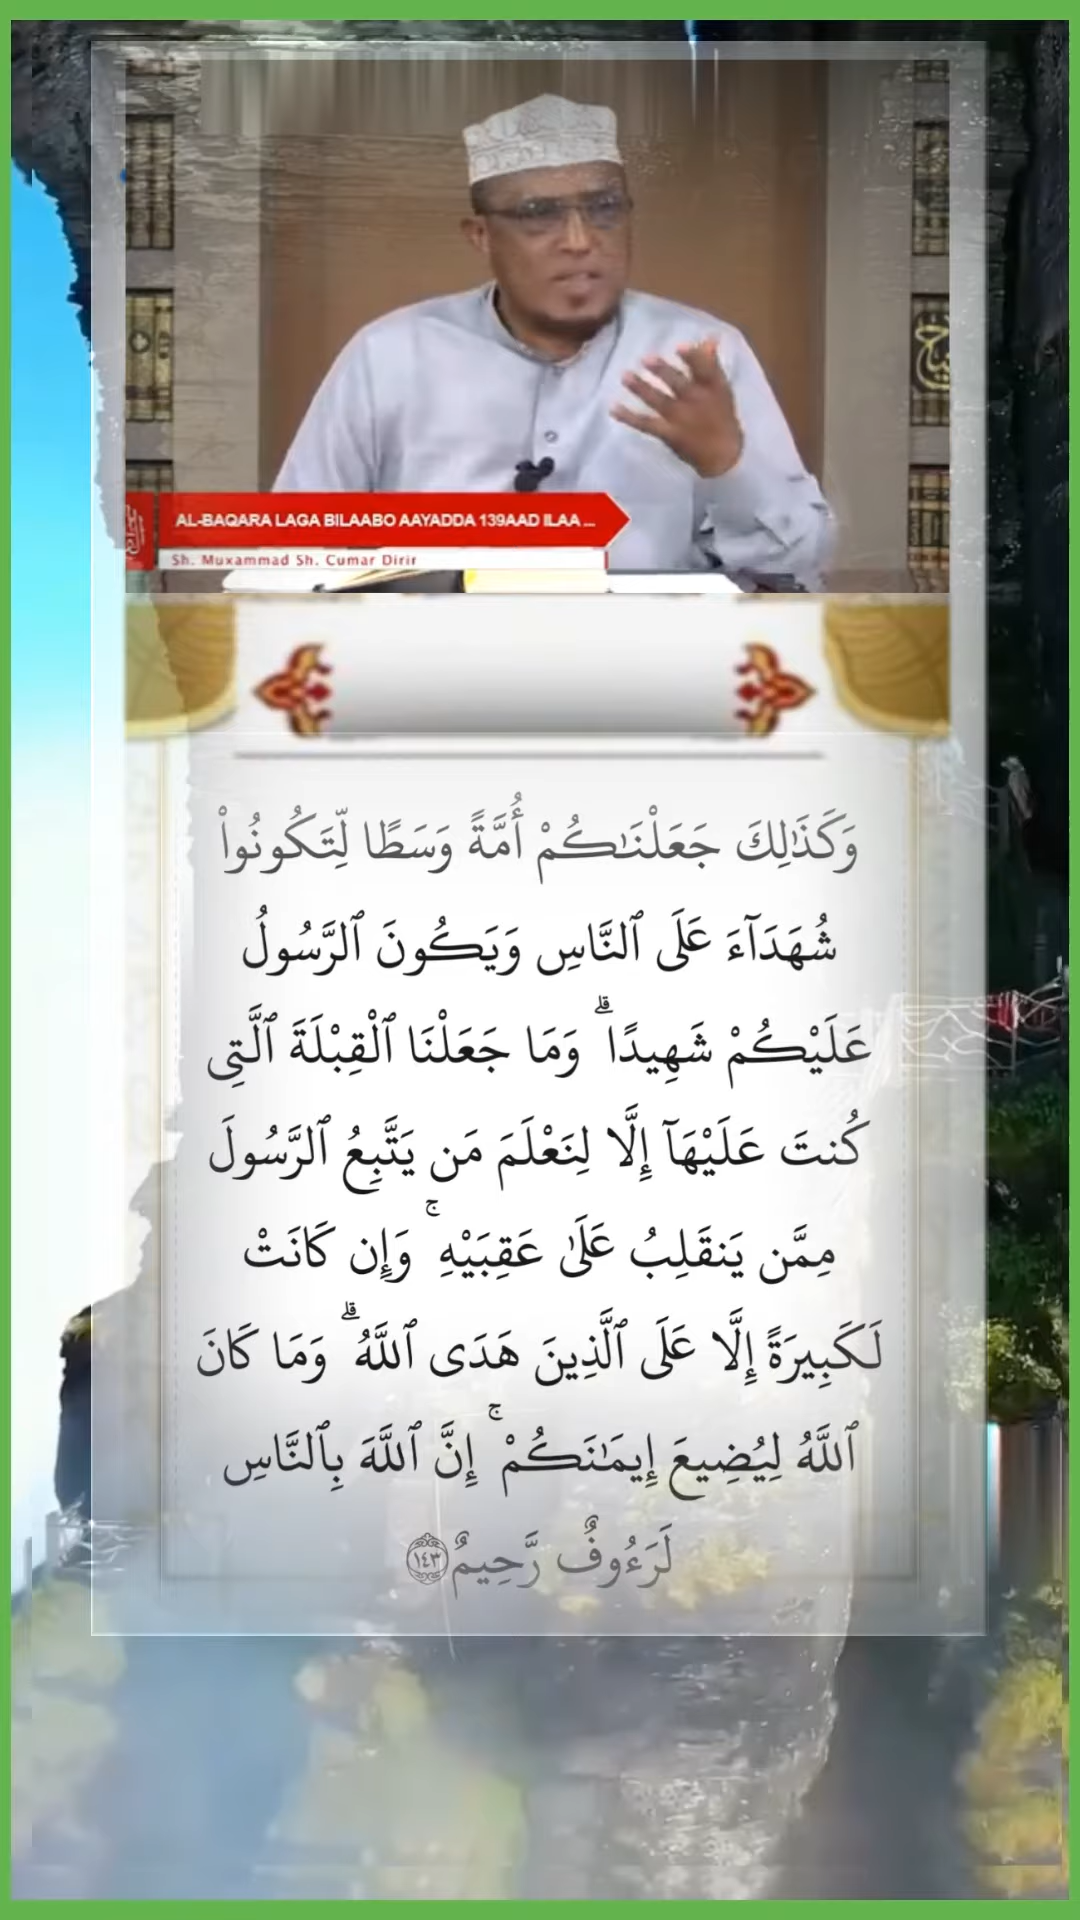 AL-BAQARA LAGA BILAABO AAYADDA 139AAD ILAA ...
Sh. Muxammad Sh. Cumar Dirir
وَكَذَٰلِكَ جَعَلْنَـٰكُمْ أُمَّةً وَسَطًا لِّتَكُونُوا۟
شُهَدَآءَ عَلَى ٱلنَّاسِ وَيَكُونَ ٱلرَّسُولُ
عَلَيْكُمْ شَهِيدًا ۗ وَمَا جَعَلْنَا ٱلْقِبْلَةَ ٱلَّتِى
كُنتَ عَلَيْهَآ إِلَّا لِنَعْلَمَ مَن يَتَّبِعُ ٱلرَّسُولَ
مِمَّن يَنقَلِبُ عَلَىٰ عَقِبَيْهِ ۚ وَإِن كَانَتْ
لَكَبِيرَةً إِلَّا عَلَى ٱلَّذِينَ هَدَى ٱللَّهُ ۗ وَمَا كَانَ
ٱللَّهُ لِيُضِيعَ إِيمَـٰنَكُمْ ۚ إِنَّ ٱللَّهَ بِٱلنَّاسِ
لَرَءُوفٌ رَّحِيمٌ ١٤٣